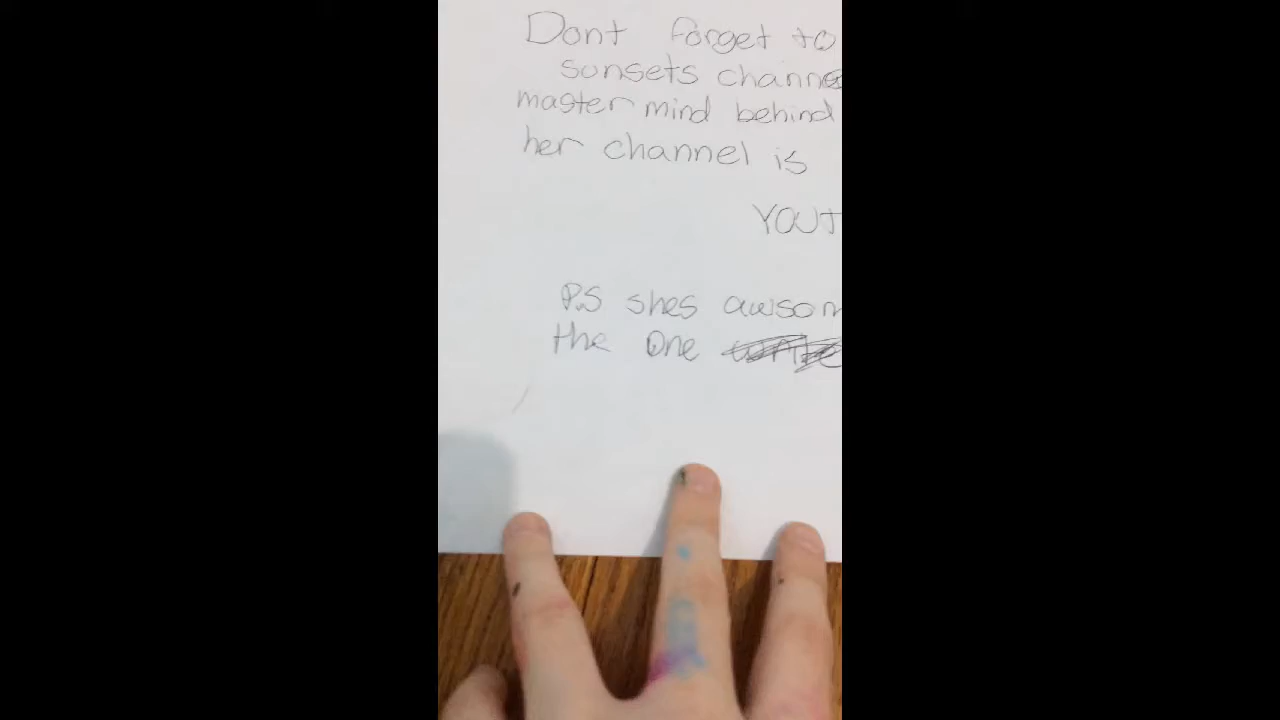 Dont forget to
sonsets channe
master mind behind
her channel is
YOUT
P.S shes awsom
the One